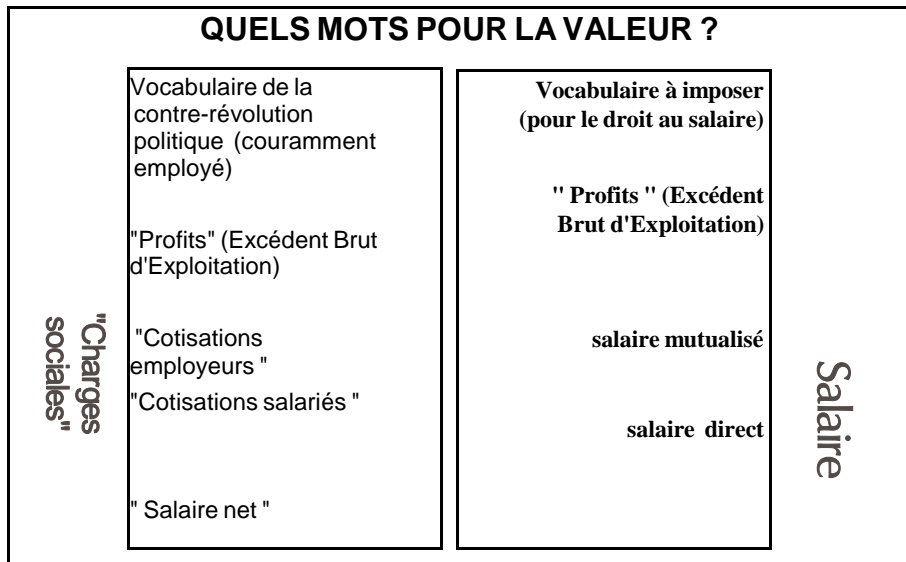 QUELS MOTS POUR LA VALEUR ?
Vocabulaire de la
contre-révolution
politique (couramment
employé)
"Profits" (Excédent Brut
d'Exploitation)
"Cotisations
employeurs "
"Cotisations salariés "
" Salaire net "
"Charges
sociales"
Vocabulaire à imposer
(pour le droit au salaire)
" Profits " (Excédent
Brut d'Exploitation)
salaire mutualisé
salaire direct
Salaire